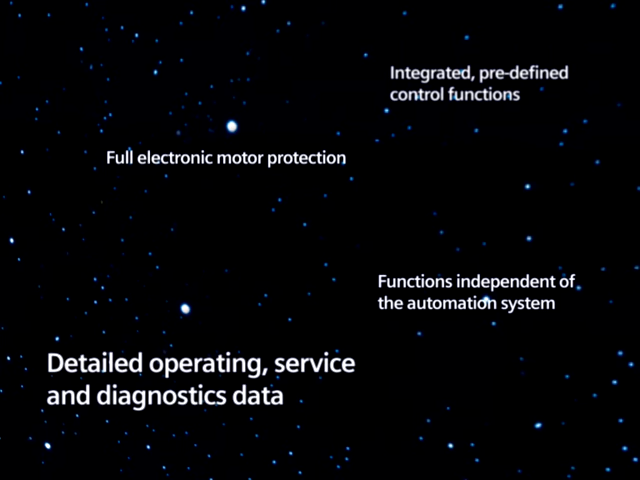 Integrated, pre-defined
control functions
Full electronic motor protection
Functions independent of
the automation system
Detailed operating, service
and diagnostics data